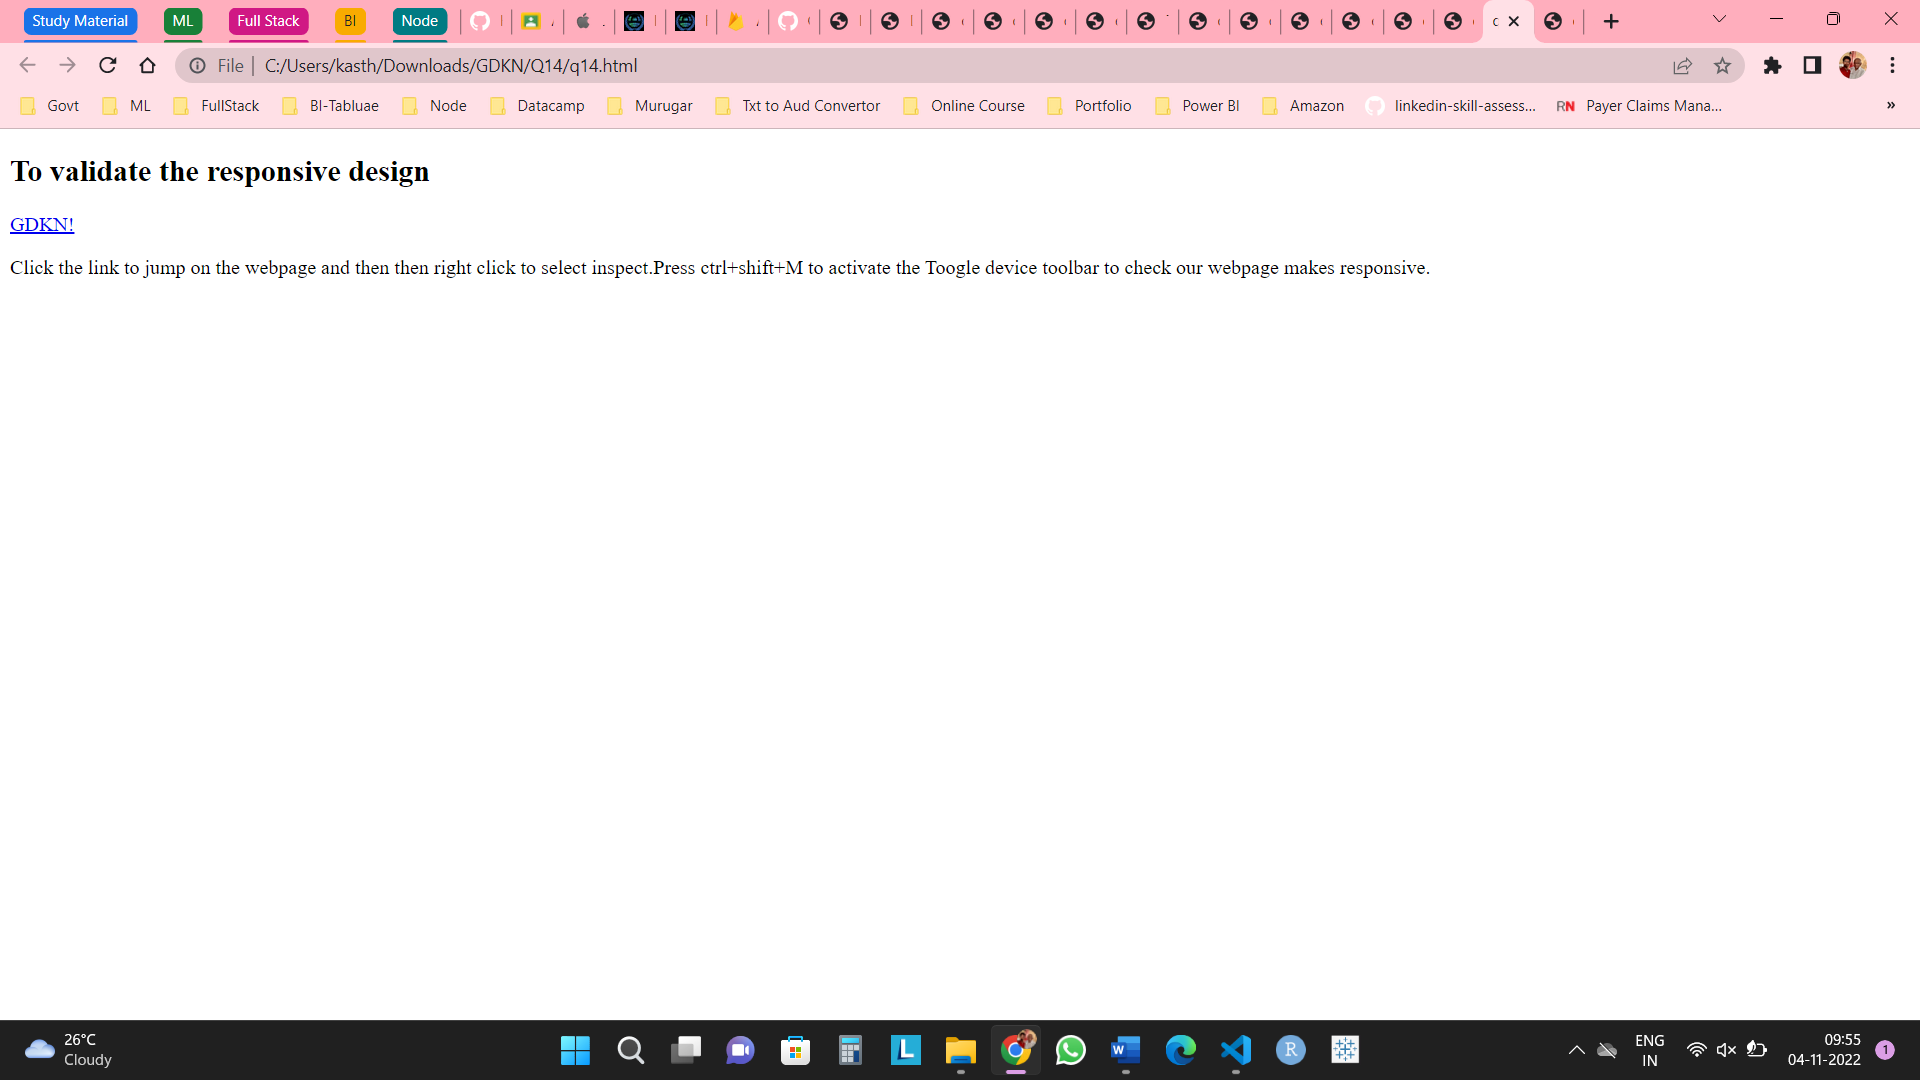 Study Material
ML
Full Stack
BI
Node
File
C:/Users/kasth/Downloads/GDKN/Q14/q14.html
Govt
ML
FullStack
BI-Tabluae
Node
Datacamp
Murugar
Txt to Aud Convertor
Online Course
Portfolio
Power BI
Amazon
linkedin-skill-assess...
RN
Payer Claims Mana...
»
To validate the responsive design
GDKN!
Click the link to jump on the webpage and then then right click to select inspect.Press ctrl+shift+M to activate the Toogle device toolbar to check our webpage makes responsive.
26°C
Cloudy
L
W
R
ENG
IN
09:55
04-11-2022
1